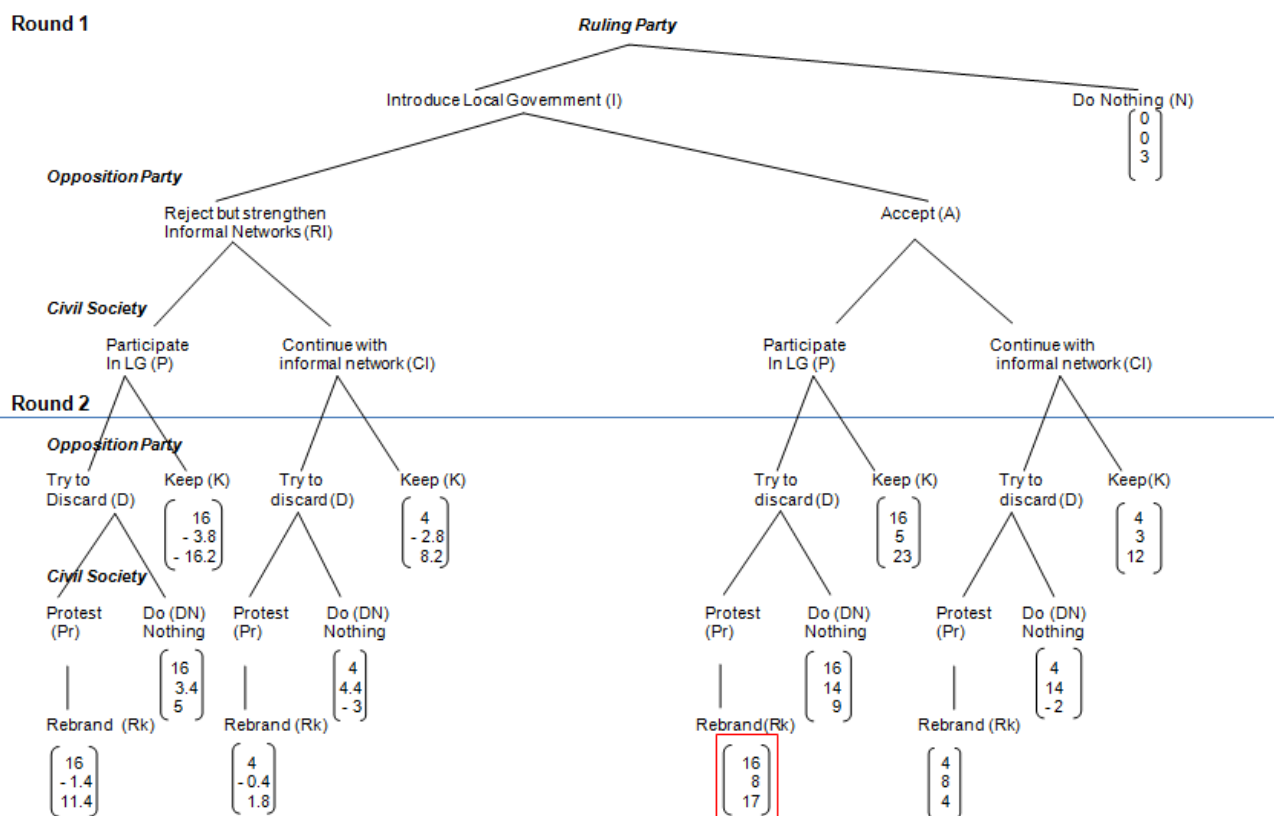 Round 1
Ruling Party
Introduce Local Government (I)
Do Nothing (N)
0
0
3
Opposition Party
Reject but strengthen
Informal Networks (RI)
Accept (A)
Civil Society
Participate
In LG (P)
Continue with
informal network (CI)
Participate
In LG (P)
Continue with
informal network (CI)
Round 2
Opposition Party
Try to
Discard (D)
Keep (K)
16
- 3.8
- 16.2
Try to
discard (D)
Keep (K)
4
- 2.8
8.2
Try to
discard (D)
Keep (K)
16
5
23
Try to
discard (D)
Keep(K)
4
3
12
Civil Society
Protest
(Pr)
Do (DN)
Nothing
16
3.4
5
Protest
(Pr)
Do (DN)
Nothing
4
4.4
- 3
Protest
(Pr)
Do (DN)
Nothing
16
14
9
Protest
(Pr)
Do (DN)
Nothing
4
14
- 2
Rebrand (Rk)
16
- 1.4
11.4
Rebrand (Rk)
4
- 0.4
1.8
Rebrand(Rk)
16
8
17
Rebrand (Rk)
4
8
4